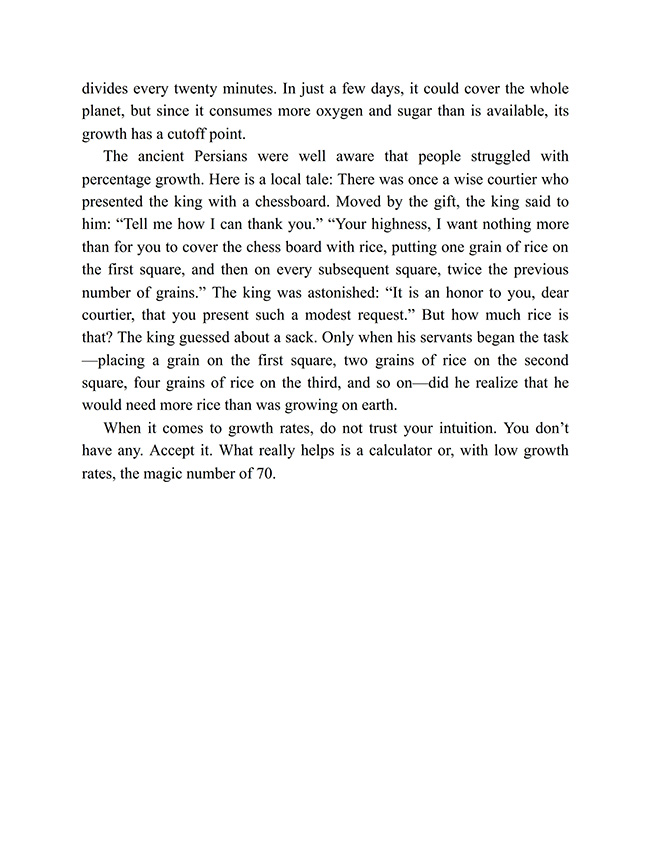 divides every twenty minutes. In just a few days, it could cover the whole
planet, but since it consumes more oxygen and sugar than is available, its
growth has a cutoff point.
The ancient Persians were well aware that people struggled with
percentage growth. Here is a local tale: There was once a wise courtier who
presented the king with a chessboard. Moved by the gift, the king said to
him: “Tell me how I can thank you.” “Your highness, I want nothing more
than for you to cover the chess board with rice, putting one grain of rice on
the first square, and then on every subsequent square, twice the previous
number of grains.” The king was astonished: “It is an honor to you, dear
courtier, that you present such a modest request.” But how much rice is
that? The king guessed about a sack. Only when his servants began the task
—placing a grain on the first square, two grains of rice on the second
square, four grains of rice on the third, and so on—did he realize that he
would need more rice than was growing on earth.
When it comes to growth rates, do not trust your intuition. You don’t
have any. Accept it. What really helps is a calculator or, with low growth
rates, the magic number of 70.